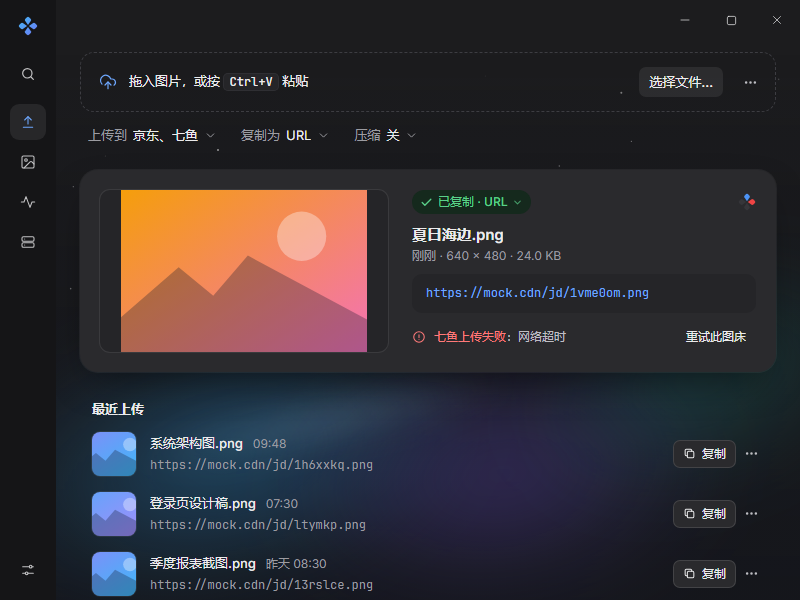 拖入图片，或按 Ctrl+V 粘贴
选择文件...
上传到 京东、七鱼 复制为 URL 压缩 关
已复制 · URL
夏日海边.png
刚刚 · 640 × 480 · 24.0 KB
https://mock.cdn/jd/1vme0om.png
七鱼上传失败：网络超时 重试此图床
最近上传
系统架构图.png 09:48
https://mock.cdn/jd/1h6xxkq.png
复制
登录页设计稿.png 07:30
https://mock.cdn/jd/ltymkp.png
复制
季度报表截图.png 昨天 08:30
https://mock.cdn/jd/13rslce.png
复制